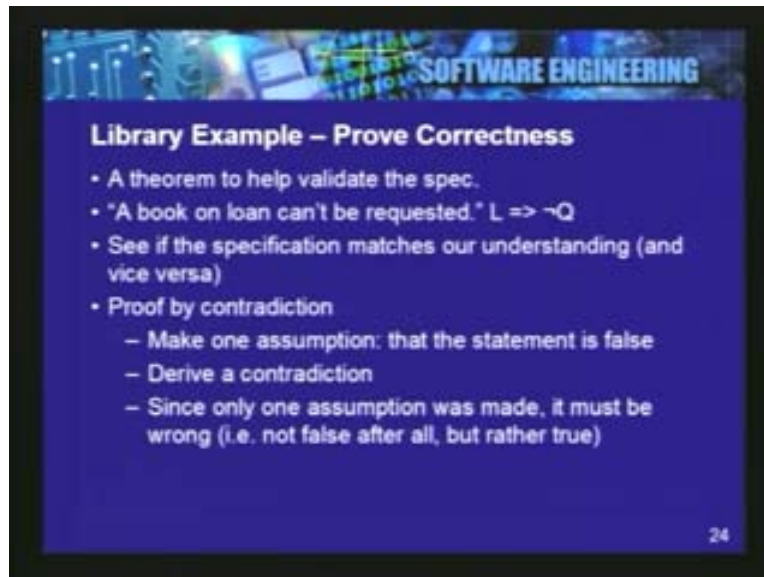 SOFTWARE ENGINEERING
Library Example – Prove Correctness
• A theorem to help validate the spec.
• "A book on loan can't be requested." L => ¬Q
• See if the specification matches our understanding (and
vice versa)
• Proof by contradiction
– Make one assumption: that the statement is false
– Derive a contradiction
– Since only one assumption was made, it must be
wrong (i.e. not false after all, but rather true)
24